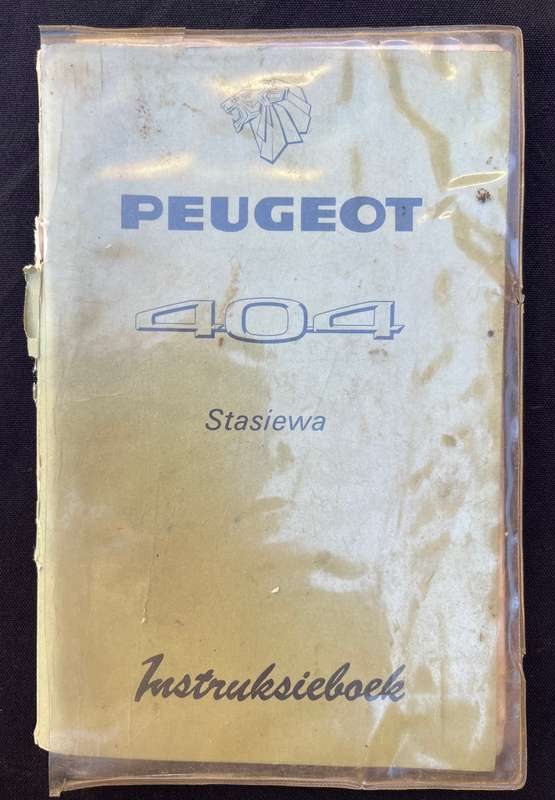 PEUGEOT
404
Stasiewa
Instruksieboek